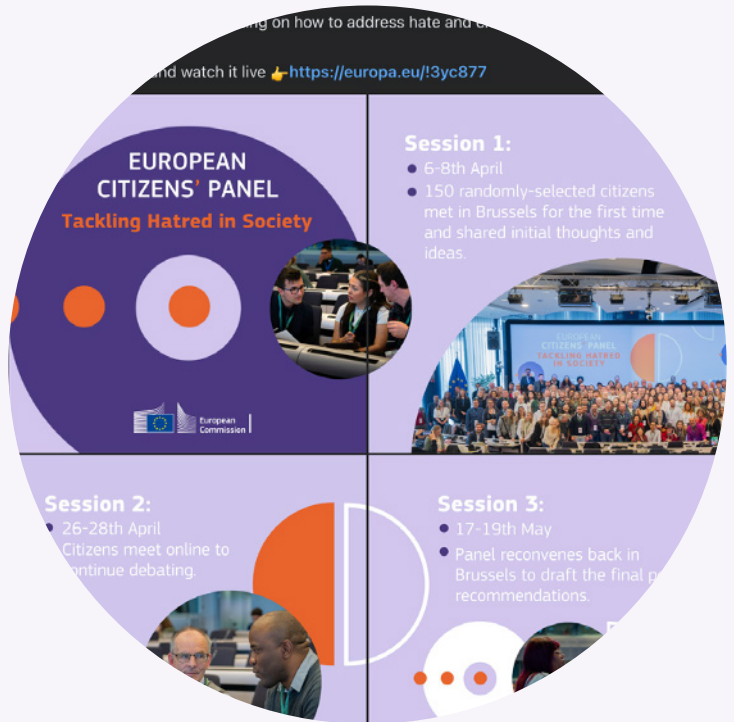 on how to address hate and
and watch it live 👉https://europa.eu/!3yc877
EUROPEAN
CITIZENS' PANEL
Tackling Hatred in Society
European
Commission
Session 1:
6-8th April
150 randomly-selected citizens
met in Brussels for the first time
and shared initial thoughts and
ideas.
EUROPEAN
CITIZENS' PANEL
TACKLING HATRED
IN SOCIETY
Session 2:
26-28th April
Citizens meet online to
continue debating.
Session 3:
17-19th May
Panel reconvenes back in
Brussels to draft the final
recommendations.